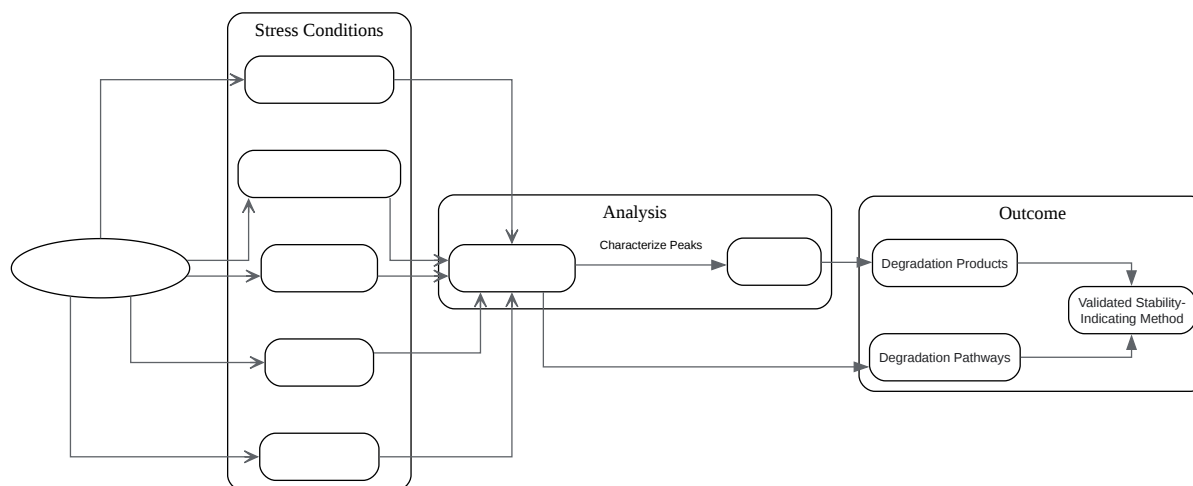 Stress Conditions
Analysis
Characterize Peaks
Outcome
Degradation Products
Validated Stability-
Indicating Method
Degradation Pathways